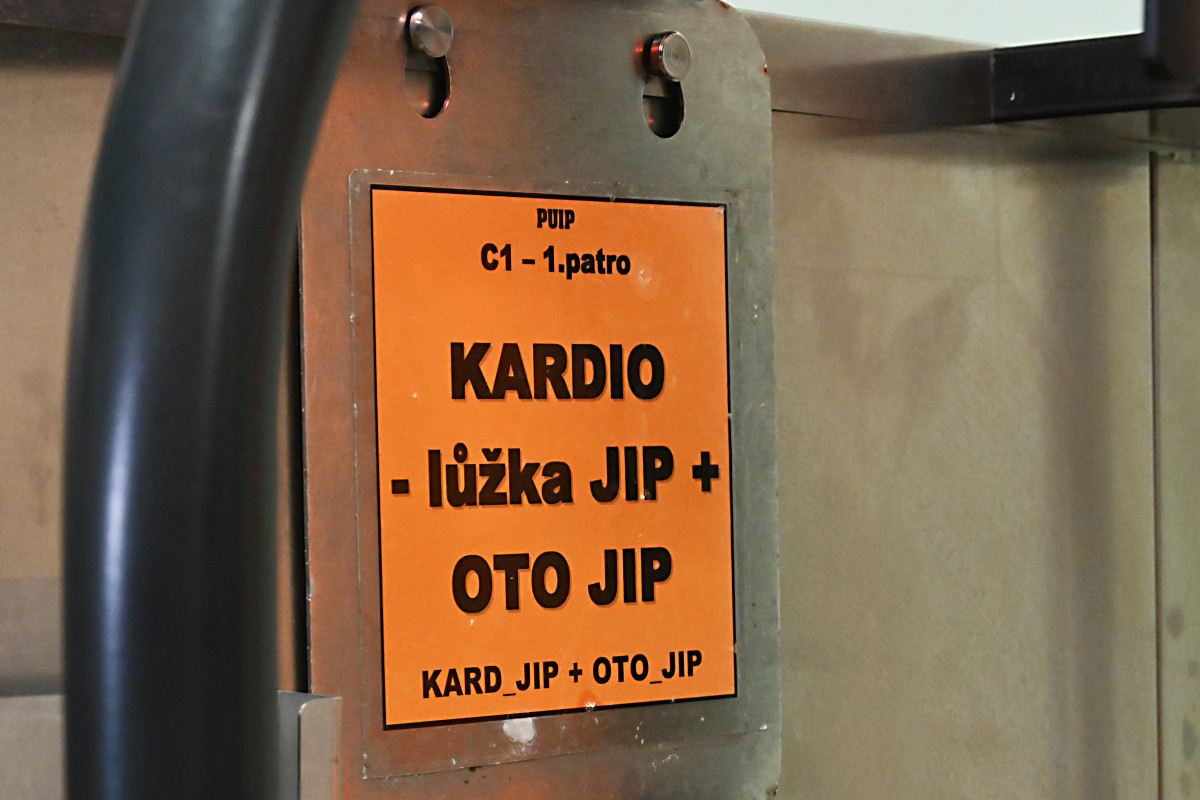 PUIP
C1 – 1.patro
KARDIO
- lůžka JIP +
OTO JIP
KARD_JIP + OTO_JIP